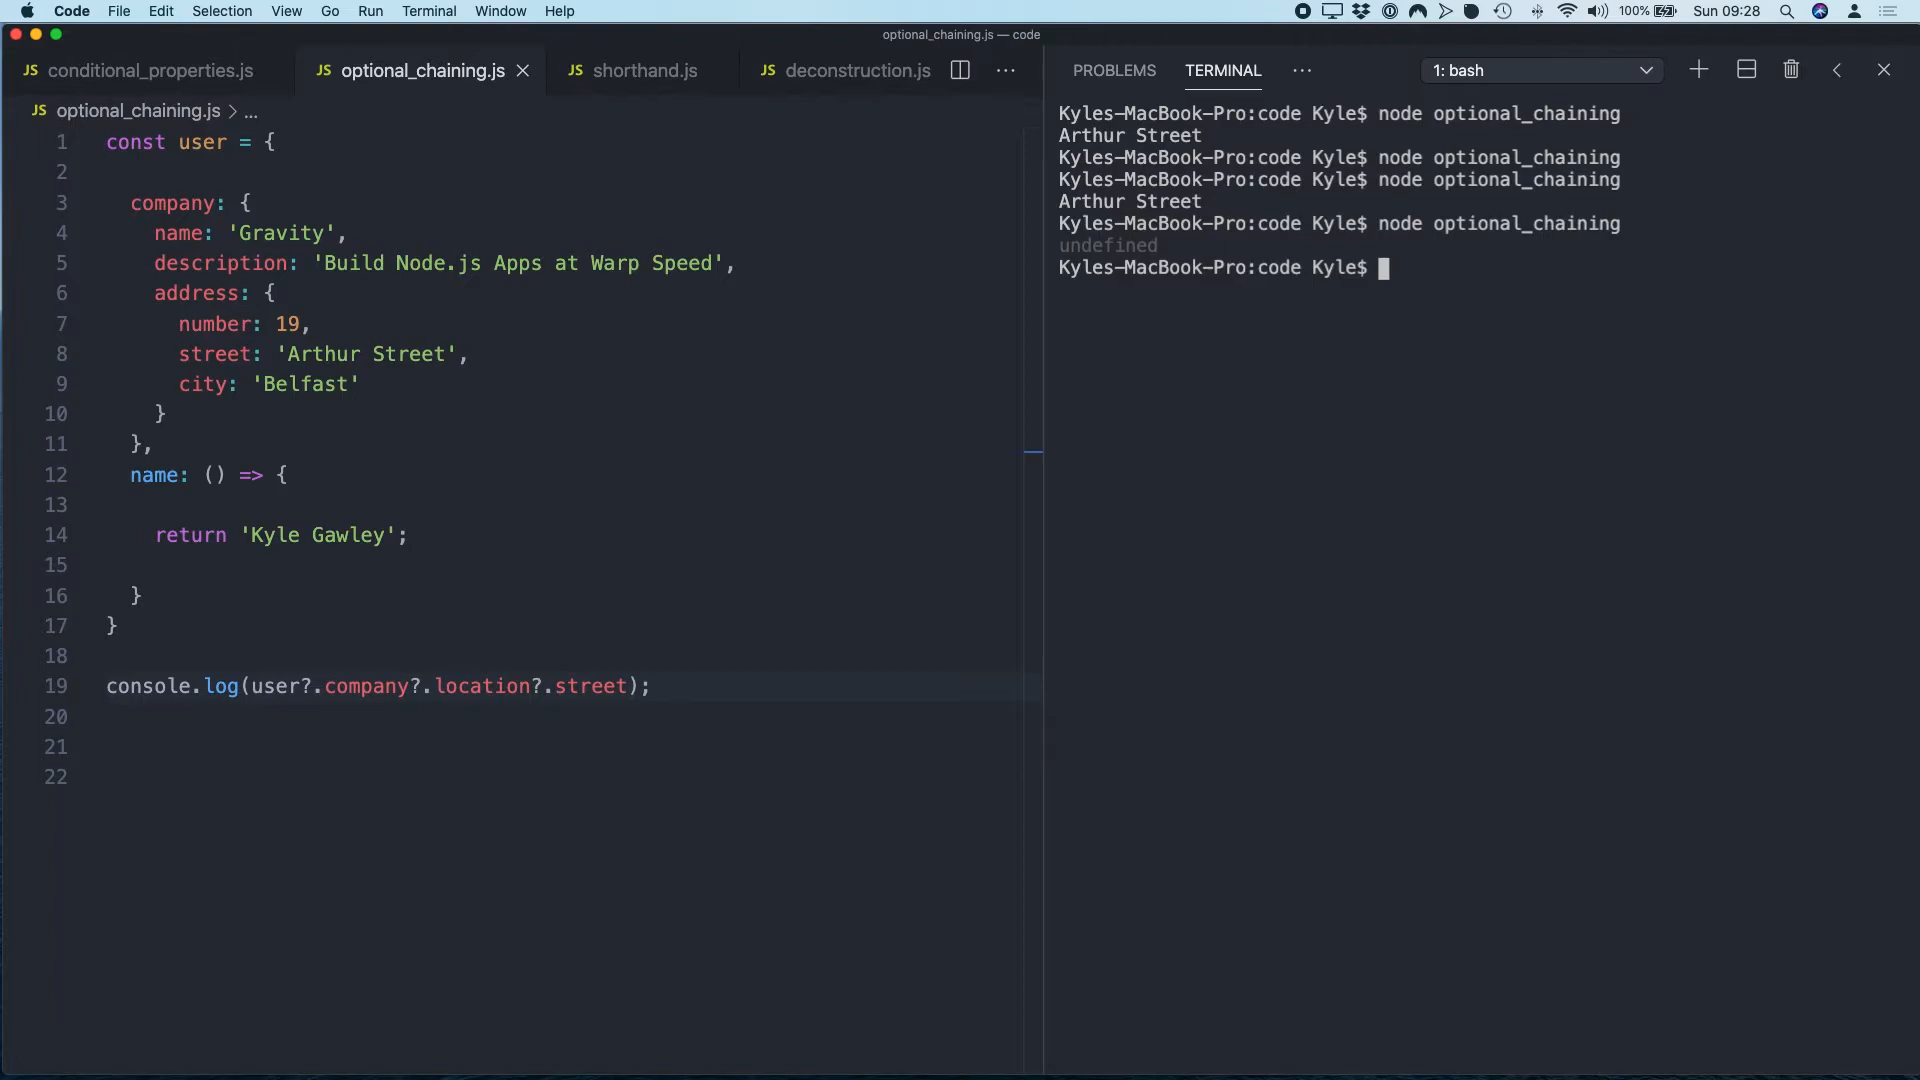 Code File Edit Selection View Go Run Terminal Window Help 100% Sun 09:28
optional_chaining.js — code
JS conditional_properties.js JS optional_chaining.js JS shorthand.js JS deconstruction.js ···
PROBLEMS TERMINAL ··· 1: bash
JS optional_chaining.js > ...
1 const user = {
2
3 company: {
4 name: 'Gravity',
5 description: 'Build Node.js Apps at Warp Speed',
6 address: {
7 number: 19,
8 street: 'Arthur Street',
9 city: 'Belfast'
10 }
11 },
12 name: () => {
13
14 return 'Kyle Gawley';
15
16 }
17 }
18
19 console.log(user?.company?.location?.street);
20
21
22
Kyles-MacBook-Pro:code Kyle$ node optional_chaining
Arthur Street
Kyles-MacBook-Pro:code Kyle$ node optional_chaining
Kyles-MacBook-Pro:code Kyle$ node optional_chaining
Arthur Street
Kyles-MacBook-Pro:code Kyle$ node optional_chaining
undefined
Kyles-MacBook-Pro:code Kyle$